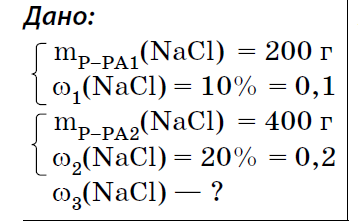 Дано:
m_Р–РА1(NaCl) = 200 г
ω₁(NaCl) = 10% = 0,1
m_Р–РА2(NaCl) = 400 г
ω₂(NaCl) = 20% = 0,2
ω₃(NaCl) — ?